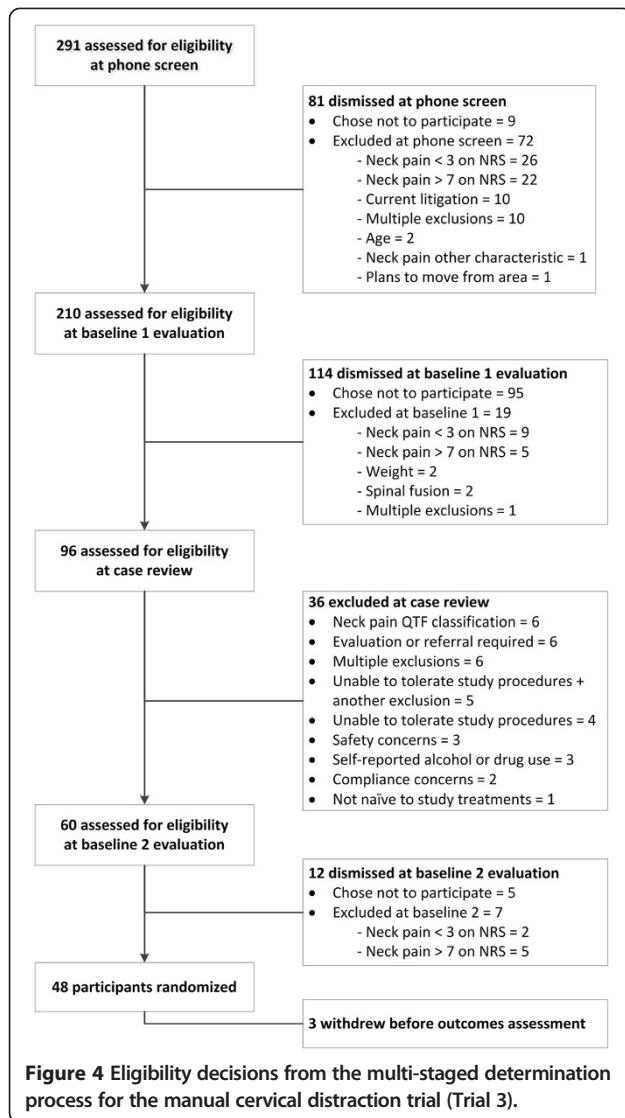 291 assessed for eligibility
at phone screen
81 dismissed at phone screen
• Chose not to participate = 9
• Excluded at phone screen = 72
- Neck pain < 3 on NRS = 26
- Neck pain > 7 on NRS = 22
- Current litigation = 10
- Multiple exclusions = 10
- Age = 2
- Neck pain other characteristic = 1
- Plans to move from area = 1
210 assessed for eligibility
at baseline 1 evaluation
114 dismissed at baseline 1 evaluation
• Chose not to participate = 95
• Excluded at baseline 1 = 19
- Neck pain < 3 on NRS = 9
- Neck pain > 7 on NRS = 5
- Weight = 2
- Spinal fusion = 2
- Multiple exclusions = 1
96 assessed for eligibility
at case review
36 excluded at case review
• Neck pain QTF classification = 6
• Evaluation or referral required = 6
• Multiple exclusions = 6
• Unable to tolerate study procedures +
another exclusion = 5
• Unable to tolerate study procedures = 4
• Safety concerns = 3
• Self-reported alcohol or drug use = 3
• Compliance concerns = 2
• Not naïve to study treatments = 1
60 assessed for eligibility
at baseline 2 evaluation
12 dismissed at baseline 2 evaluation
• Chose not to participate = 5
• Excluded at baseline 2 = 7
- Neck pain < 3 on NRS = 2
- Neck pain > 7 on NRS = 5
48 participants randomized
3 withdrew before outcomes assessment
Figure 4 Eligibility decisions from the multi-staged determination
process for the manual cervical distraction trial (Trial 3).